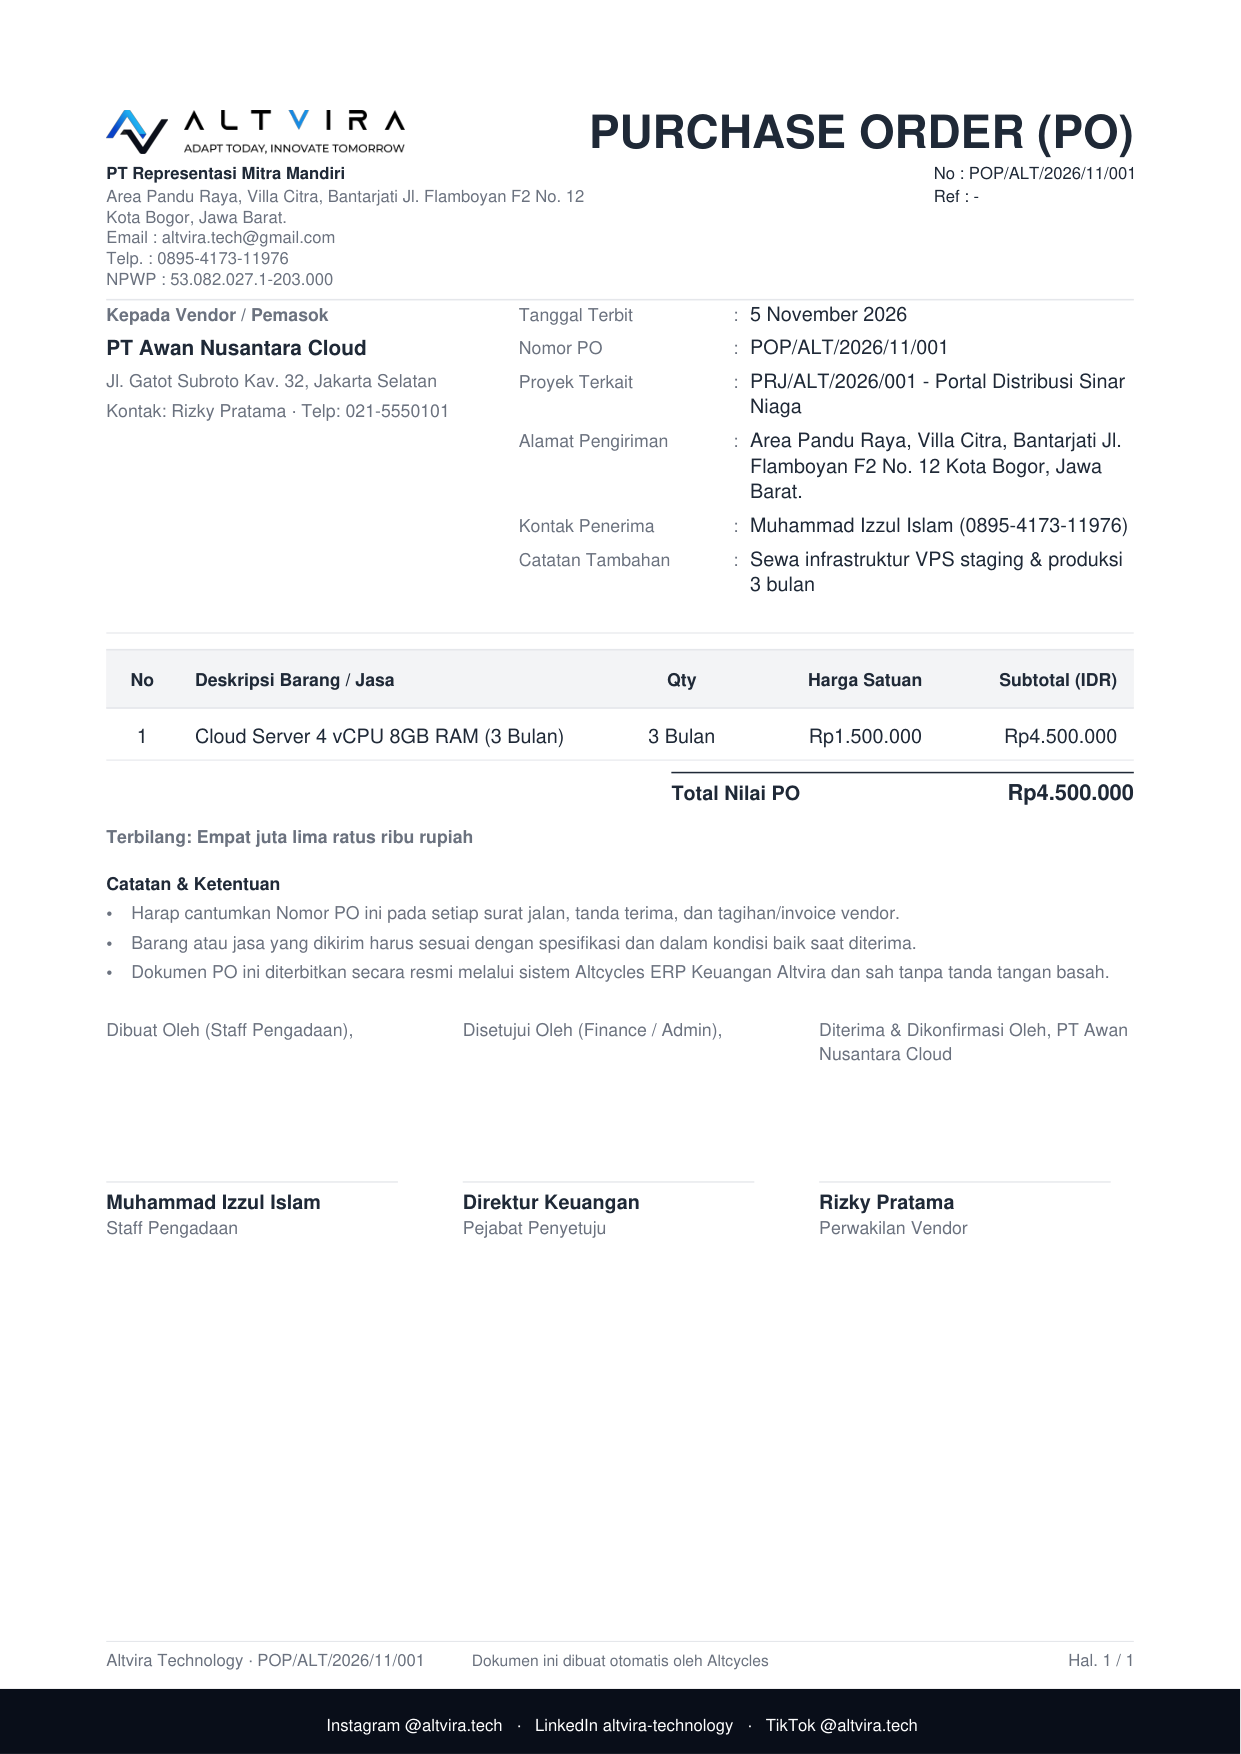 ALTVIRA
ADAPT TODAY, INNOVATE TOMORROW
PURCHASE ORDER (PO)
PT Representasi Mitra Mandiri
Area Pandu Raya, Villa Citra, Bantarjati Jl. Flamboyan F2 No. 12
Kota Bogor, Jawa Barat.
Email : altvira.tech@gmail.com
Telp. : 0895-4173-11976
NPWP : 53.082.027.1-203.000
No : POP/ALT/2026/11/001
Ref : -
Kepada Vendor / Pemasok
PT Awan Nusantara Cloud
Jl. Gatot Subroto Kav. 32, Jakarta Selatan
Kontak: Rizky Pratama · Telp: 021-5550101
Tanggal Terbit : 5 November 2026
Nomor PO : POP/ALT/2026/11/001
Proyek Terkait : PRJ/ALT/2026/001 - Portal Distribusi Sinar
Niaga
Alamat Pengiriman : Area Pandu Raya, Villa Citra, Bantarjati Jl.
Flamboyan F2 No. 12 Kota Bogor, Jawa
Barat.
Kontak Penerima : Muhammad Izzul Islam (0895-4173-11976)
Catatan Tambahan : Sewa infrastruktur VPS staging & produksi
3 bulan
No Deskripsi Barang / Jasa Qty Harga Satuan Subtotal (IDR)
1 Cloud Server 4 vCPU 8GB RAM (3 Bulan) 3 Bulan Rp1.500.000 Rp4.500.000
Total Nilai PO Rp4.500.000
Terbilang: Empat juta lima ratus ribu rupiah
Catatan & Ketentuan
• Harap cantumkan Nomor PO ini pada setiap surat jalan, tanda terima, dan tagihan/invoice vendor.
• Barang atau jasa yang dikirim harus sesuai dengan spesifikasi dan dalam kondisi baik saat diterima.
• Dokumen PO ini diterbitkan secara resmi melalui sistem Altcycles ERP Keuangan Altvira dan sah tanpa tanda tangan basah.
Dibuat Oleh (Staff Pengadaan),
Disetujui Oleh (Finance / Admin),
Diterima & Dikonfirmasi Oleh, PT Awan
Nusantara Cloud
Muhammad Izzul Islam
Staff Pengadaan
Direktur Keuangan
Pejabat Penyetuju
Rizky Pratama
Perwakilan Vendor
Altvira Technology · POP/ALT/2026/11/001 Dokumen ini dibuat otomatis oleh Altcycles Hal. 1 / 1
Instagram @altvira.tech · LinkedIn altvira-technology · TikTok @altvira.tech